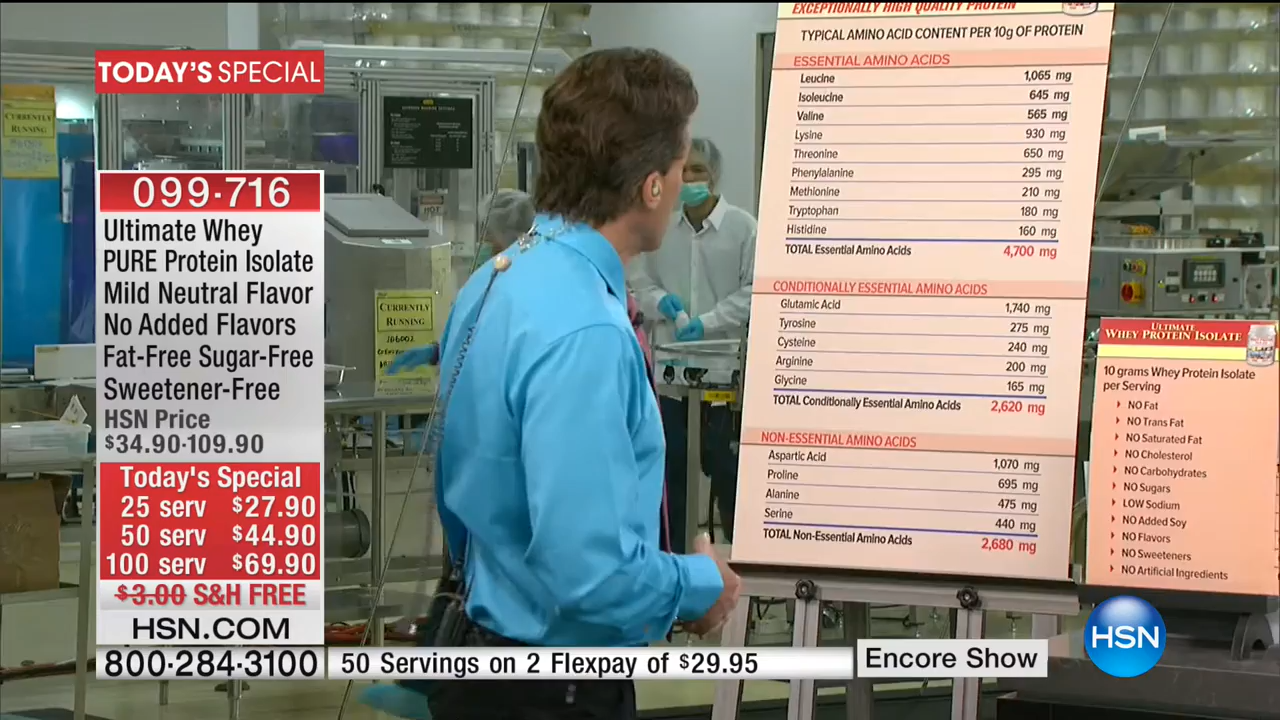 TODAY'S SPECIAL
099·716
Ultimate Whey
PURE Protein Isolate
Mild Neutral Flavor
No Added Flavors
Fat-Free Sugar-Free
Sweetener-Free
HSN Price
$34.90-109.90
Today's Special
25 serv $27.90
50 serv $44.90
100 serv $69.90
$3.00 S&H FREE
HSN.COM
800·284·3100
50 Servings on 2 Flexpay of $29.95
Encore Show
HSN
CURRENTLY
RUNNING
CURRENTLY
RUNNING
HOT
EXCEPTIONALLY HIGH QUALITY PROTEIN
TYPICAL AMINO ACID CONTENT PER 10g OF PROTEIN
ESSENTIAL AMINO ACIDS
Leucine 1,065 mg
Isoleucine 645 mg
Valine 565 mg
Lysine 930 mg
Threonine 650 mg
Phenylalanine 295 mg
Methionine 210 mg
Tryptophan 180 mg
Histidine 160 mg
TOTAL Essential Amino Acids 4,700 mg
CONDITIONALLY ESSENTIAL AMINO ACIDS
Glutamic Acid 1,740 mg
Tyrosine 275 mg
Cysteine 240 mg
Arginine 200 mg
Glycine 165 mg
TOTAL Conditionally Essential Amino Acids 2,620 mg
NON-ESSENTIAL AMINO ACIDS
Aspartic Acid 1,070 mg
Proline 695 mg
Alanine 475 mg
Serine 440 mg
TOTAL Non-Essential Amino Acids 2,680 mg
ULTIMATE
WHEY PROTEIN ISOLATE
10 grams Whey Protein Isolate
per Serving
NO Fat
NO Trans Fat
NO Saturated Fat
NO Cholesterol
NO Carbohydrates
NO Sugars
LOW Sodium
NO Added Soy
NO Flavors
NO Sweeteners
NO Artificial Ingredients